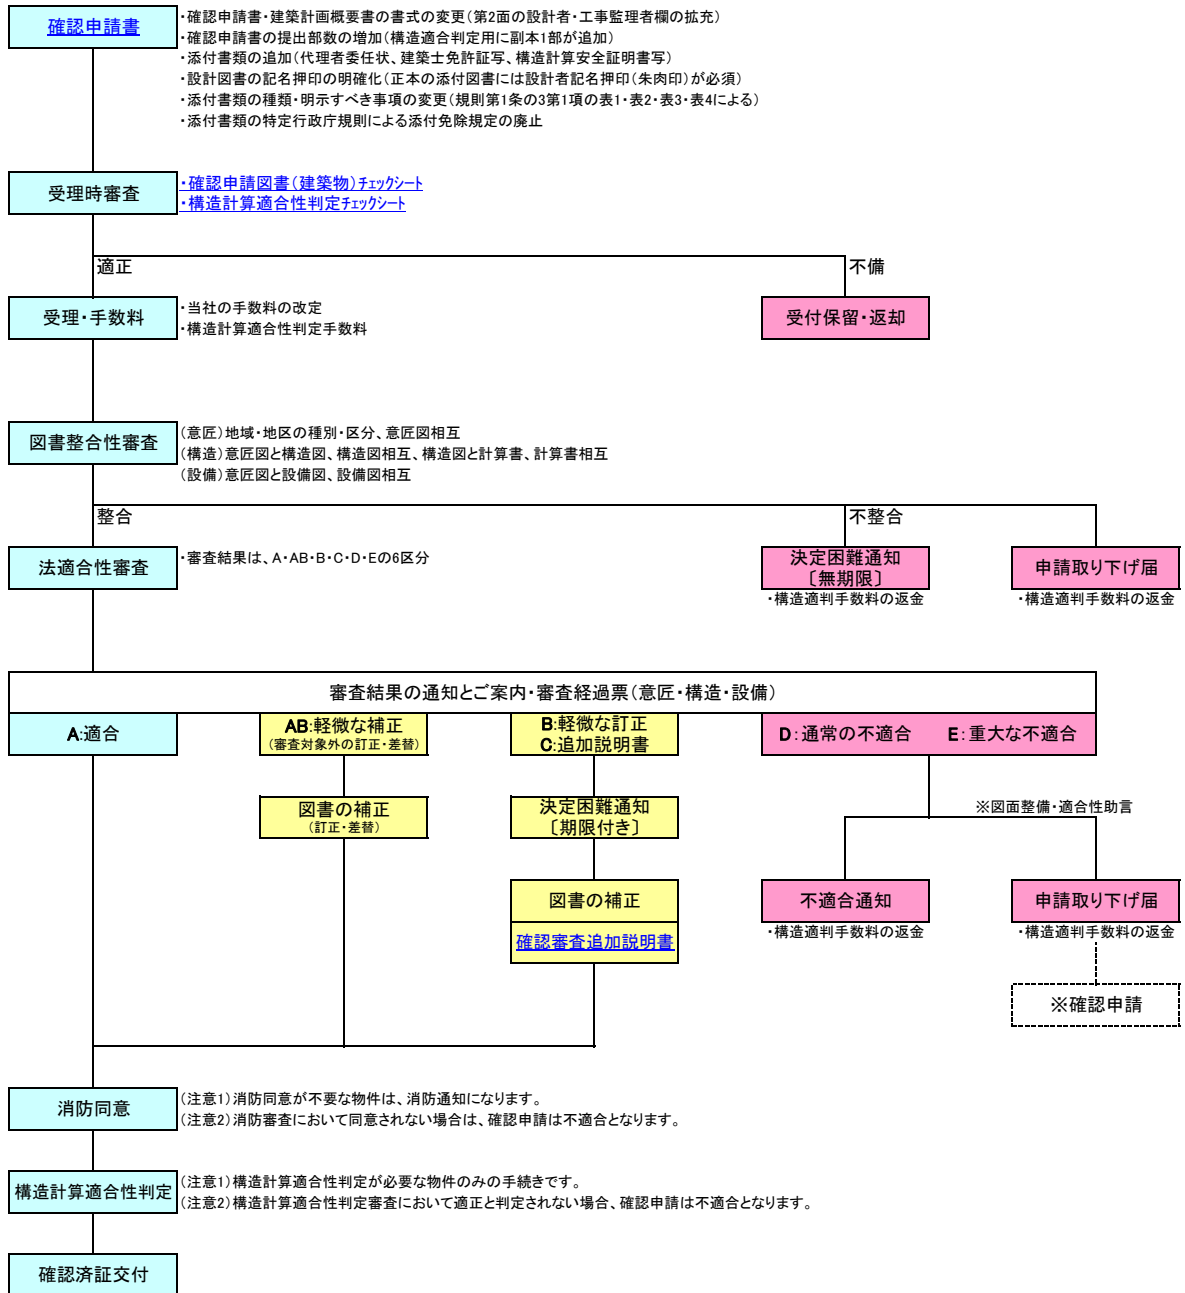 確認申請書
・確認申請書・建築計画概要書の書式の変更(第2面の設計者・工事監理者欄の拡充)
・確認申請書の提出部数の増加(構造適合判定用に副本1部が追加)
・添付書類の追加(代理者委任状、建築士免許証写、構造計算安全証明書写)
・設計図書の記名押印の明確化(正本の添付図書には設計者記名押印(朱肉印)が必須)
・添付書類の種類・明示すべき事項の変更(規則第1条の3第1項の表1・表2・表3・表4による)
・添付書類の特定行政庁規則による添付免除規定の廃止
受理時審査
・確認申請図書(建築物)チェックシート
・構造計算適合性判定チェックシート
適正
不備
受理・手数料
・当社の手数料の改定
・構造計算適合性判定手数料
受付保留・返却
図書整合性審査
(意匠)地域・地区の種別・区分、意匠図相互
(構造)意匠図と構造図、構造図相互、構造図と計算書、計算書相互
(設備)意匠図と設備図、設備図相互
整合
不整合
法適合性審査
・審査結果は、A・AB・B・C・D・Eの6区分
決定困難通知
〔無期限〕
・構造適判手数料の返金
申請取り下げ届
・構造適判手数料の返金
審査結果の通知とご案内・審査経過票(意匠・構造・設備)
A:適合
AB:軽微な補正
(審査対象外の訂正・差替)
B:軽微な訂正
C:追加説明書
D:通常の不適合 E:重大な不適合
図書の補正
(訂正・差替)
決定困難通知
〔期限付き〕
※図面整備・適合性助言
図書の補正
確認審査追加説明書
不適合通知
・構造適判手数料の返金
申請取り下げ届
・構造適判手数料の返金
※確認申請
消防同意
(注意1)消防同意が不要な物件は、消防通知になります。
(注意2)消防審査において同意されない場合は、確認申請は不適合となります。
構造計算適合性判定
(注意1)構造計算適合性判定が必要な物件のみの手続きです。
(注意2)構造計算適合性判定審査において適正と判定されない場合、確認申請は不適合となります。
確認済証交付